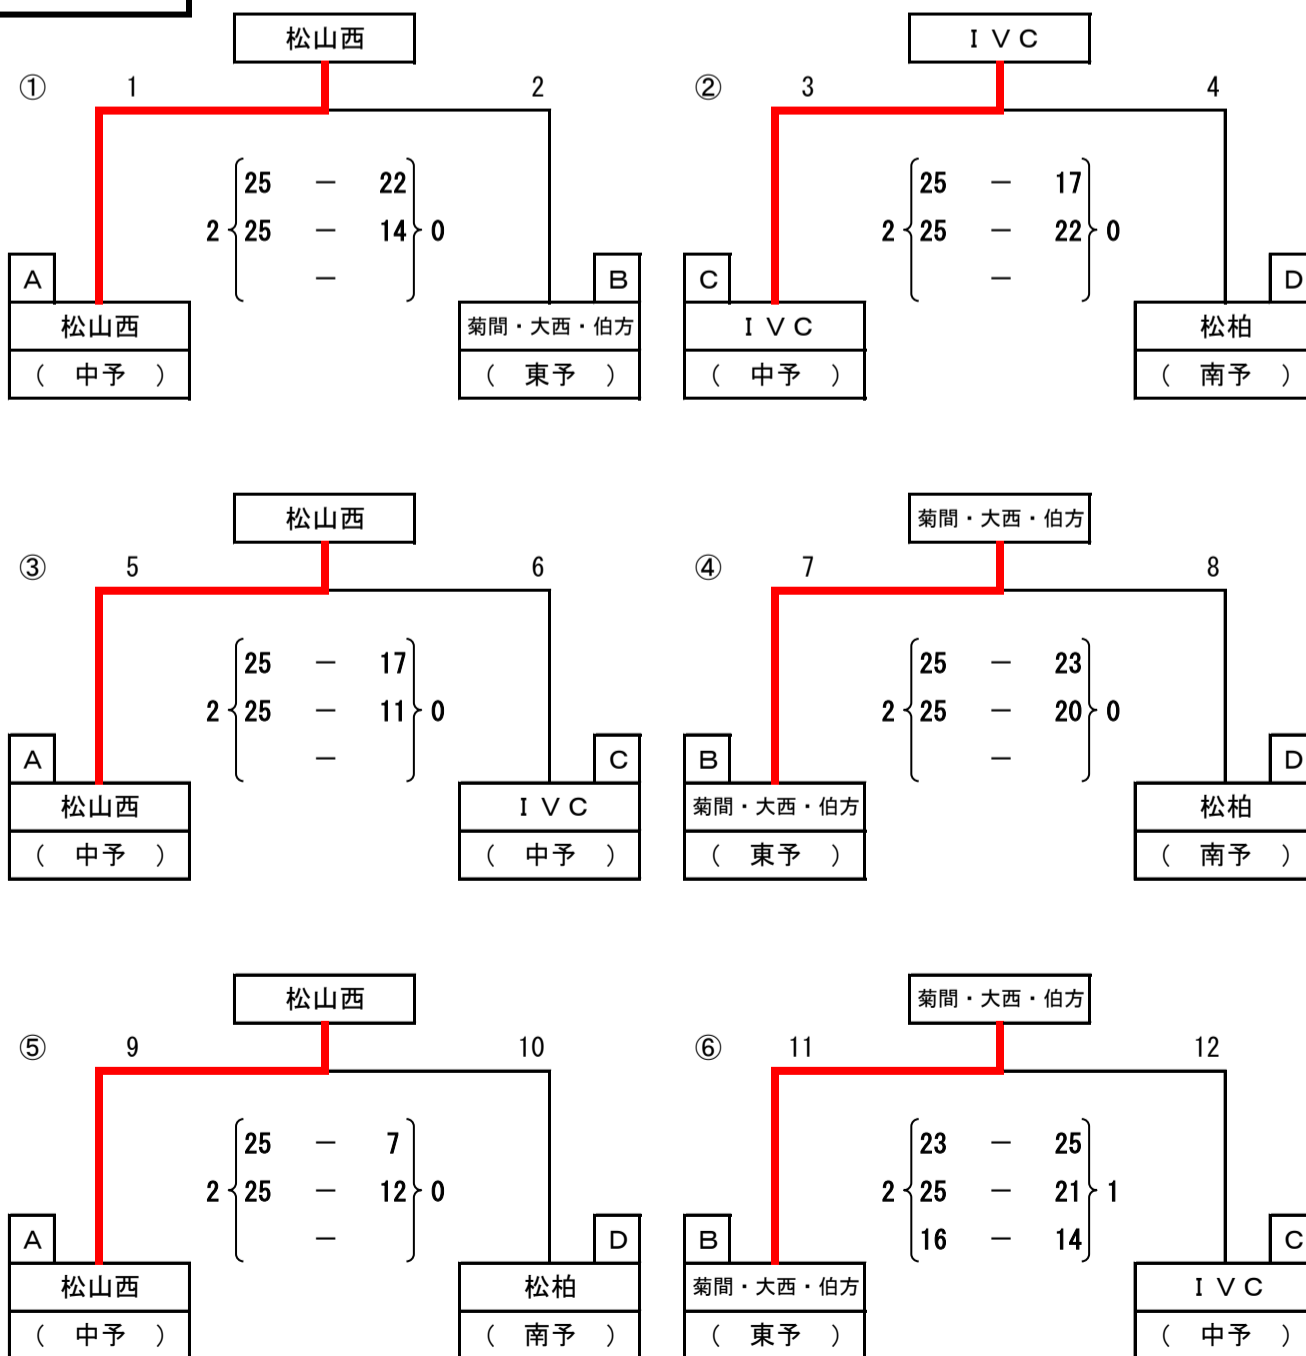 松山西 ＩＶＣ
① 1 2 ② 3 4
25 － 22 25 － 17
2 25 － 14 0 2 25 － 22 0
－ －
A B C D
松山西 菊間・大西・伯方 ＩＶＣ 松柏
（ 中予 ） （ 東予 ） （ 中予 ） （ 南予 ）
松山西 菊間・大西・伯方
③ 5 6 ④ 7 8
25 － 17 25 － 23
2 25 － 11 0 2 25 － 20 0
－ －
A C B D
松山西 ＩＶＣ 菊間・大西・伯方 松柏
（ 中予 ） （ 中予 ） （ 東予 ） （ 南予 ）
松山西 菊間・大西・伯方
⑤ 9 10 ⑥ 11 12
25 － 7 23 － 25
2 25 － 12 0 2 25 － 21 1
－ 16 － 14
A D B C
松山西 松柏 菊間・大西・伯方 ＩＶＣ
（ 中予 ） （ 南予 ） （ 東予 ） （ 中予 ）